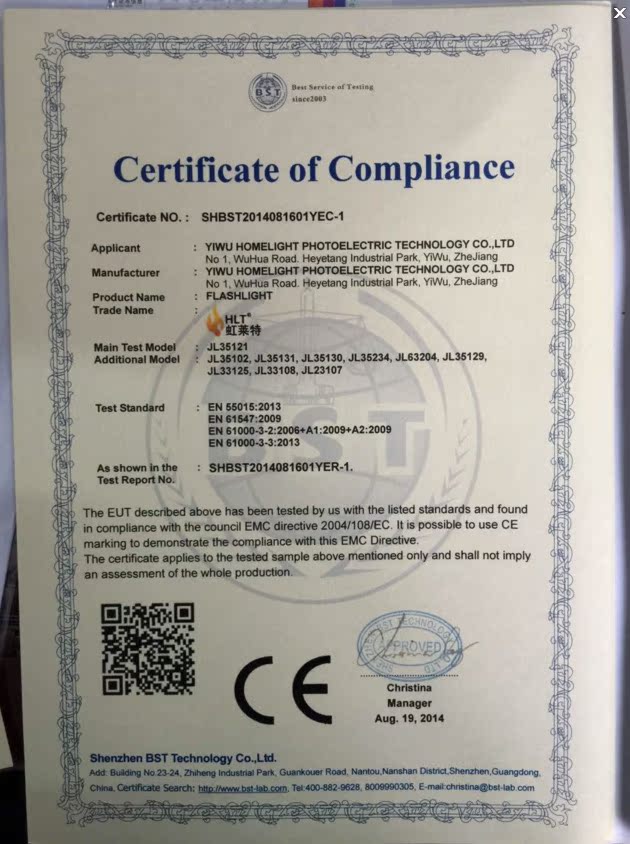 BST
Best Service of Testing
since2003
Certificate of Compliance
Certificate NO. : SHBST2014081601YEC-1
Applicant : YIWU HOMELIGHT PHOTOELECTRIC TECHNOLOGY CO.,LTD
No 1, WuHua Road. Heyetang Industrial Park, YiWu, ZheJiang
Manufacturer : YIWU HOMELIGHT PHOTOELECTRIC TECHNOLOGY CO.,LTD
No 1, WuHua Road. Heyetang Industrial Park, YiWu, ZheJiang
Product Name : FLASHLIGHT
Trade Name :
HLT®
虹莱特
Main Test Model : JL35121
Additional Model : JL35102, JL35131, JL35130, JL35234, JL63204, JL35129,
JL33125, JL33108, JL23107
Test Standard : EN 55015:2013
EN 61547:2009
EN 61000-3-2:2006+A1:2009+A2:2009
EN 61000-3-3:2013
BST
As shown in the : SHBST2014081601YER-1.
Test Report No.
The EUT described above has been tested by us with the listed standards and found
in compliance with the council EMC directive 2004/108/EC. It is possible to use CE
marking to demonstrate the compliance with this EMC Directive.
The certificate applies to the tested sample above mentioned only and shall not imply
an assessment of the whole production.
CE
BST TECHNOLOGY
APPROVED
Christina
Manager
Aug. 19, 2014
Shenzhen BST Technology Co.,Ltd.
Add: Building No.23-24, Zhiheng Industrial Park, Guankouer Road, Nantou,Nanshan District,Shenzhen,Guangdong,
China, Certificate Search: http://www.bst-lab.com, Tel:400-882-9628, 8009990305, E-mail:christina@bst-lab.com